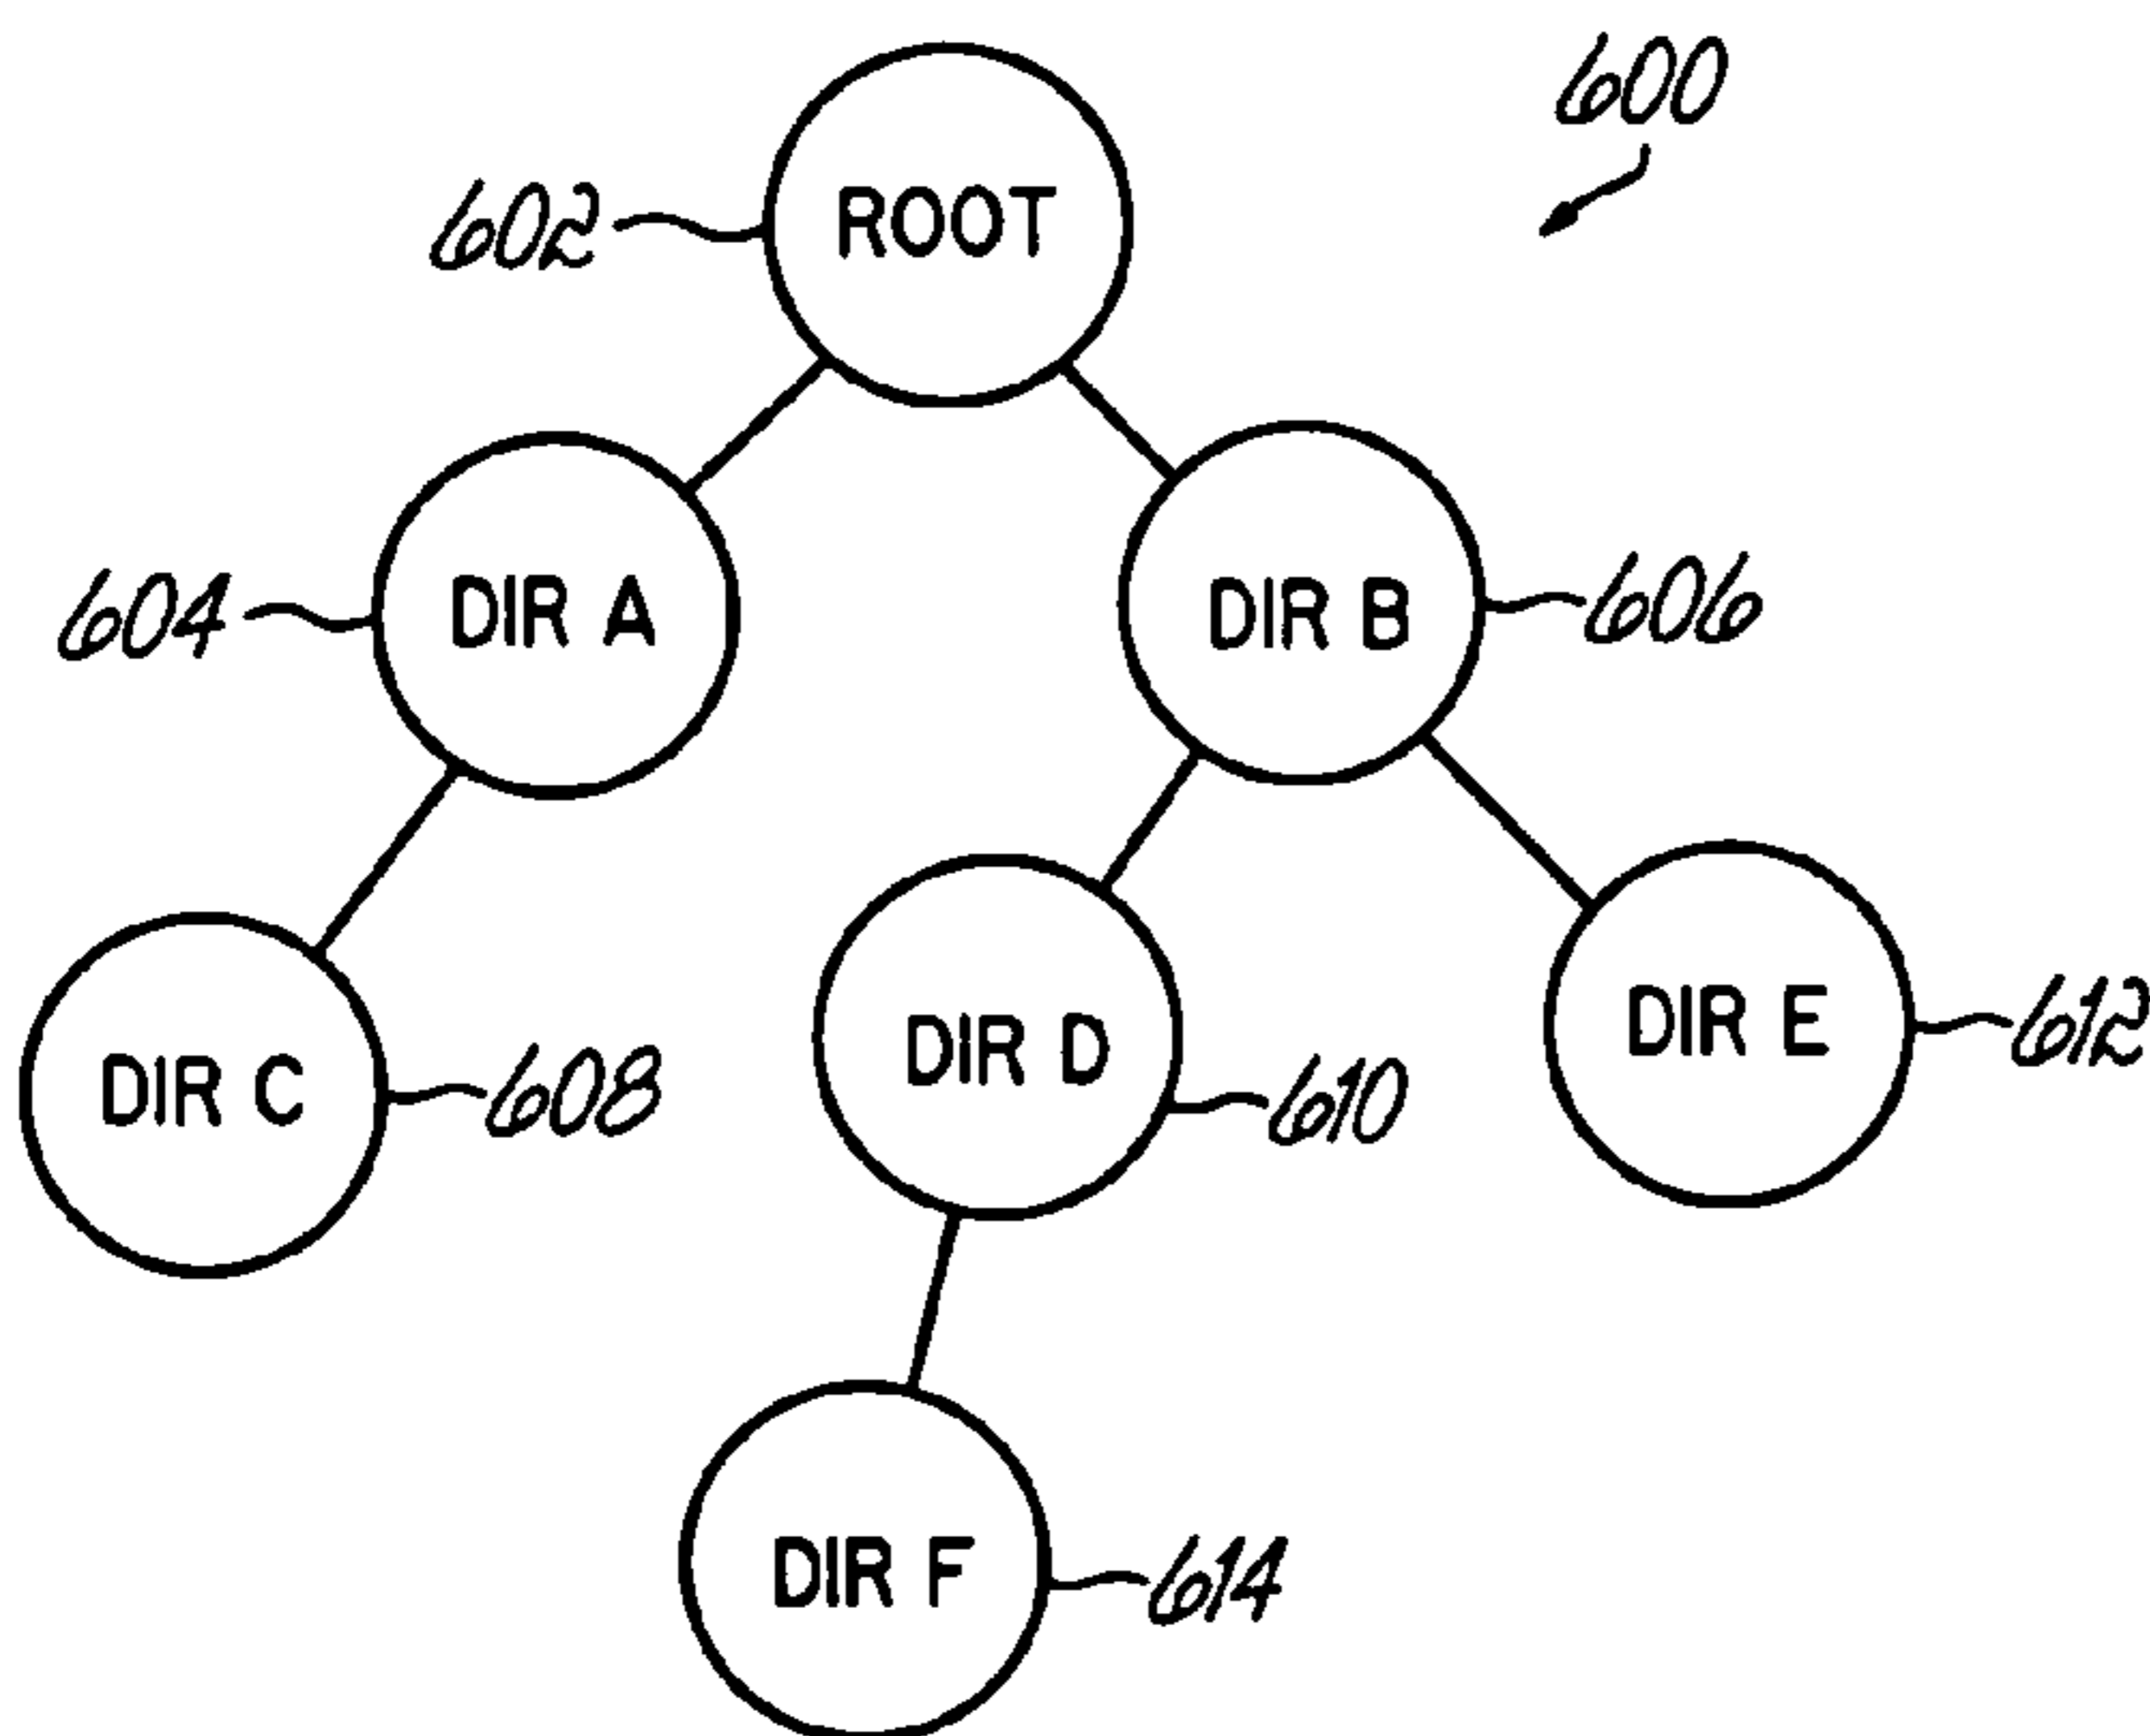 600
602
ROOT
604
DIR A
DIR B
606
DIR C
608
DIR D
610
DIR E
612
DIR F
614